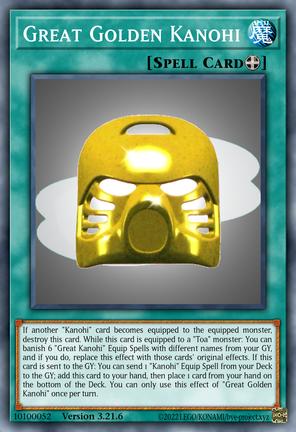 Great Golden Kanohi
魔
[Spell Card]
If another "Kanohi" card becomes equipped to the equipped monster,
destroy this card. While this card is equipped to a "Toa" monster: You can
banish 6 "Great Kanohi" Equip Spells with different names from your GY,
and if you do, replace this effect with those cards' original effects. If this
card is sent to the GY: You can send 1 "Kanohi" Equip Spell from your Deck
to the GY; add this card to your hand, then place 1 card from your hand on
the bottom of the Deck. You can only use this effect of "Great Golden
Kanohi" once per turn.
10100052 Version 3.21.6 ©2022 LEGO/KONAMI/bye-project.xyz